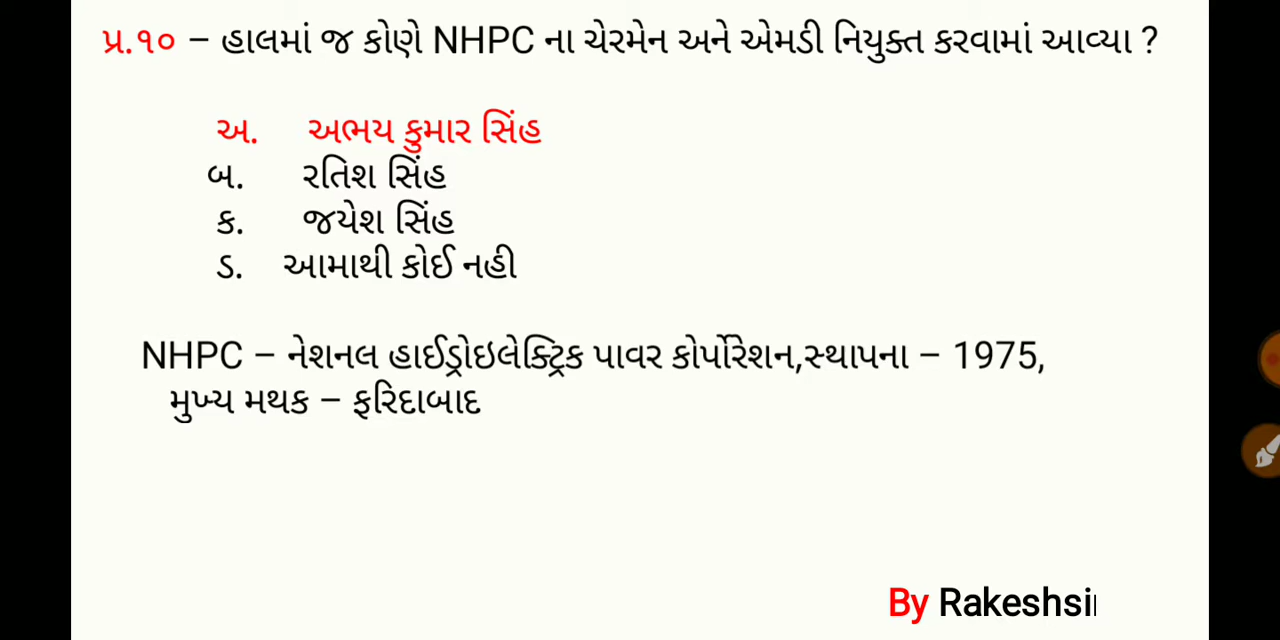 પ્ર.૧૦ – હાલમાં જ કોણે NHPC ના ચેરમેન અને એમડી નિયુક્ત કરવામાં આવ્યા ?
અ. અભય કુમાર સિંહ
બ. રતિશ સિંહ
ક. જયેશ સિંહ
ડ. આમાથી કોઈ નહી
NHPC – નેશનલ હાઈડ્રોઇલેક્ટ્રિક પાવર કોર્પોરેશન,સ્થાપના – 1975,
મુખ્ય મથક – ફરિદાબાદ
By